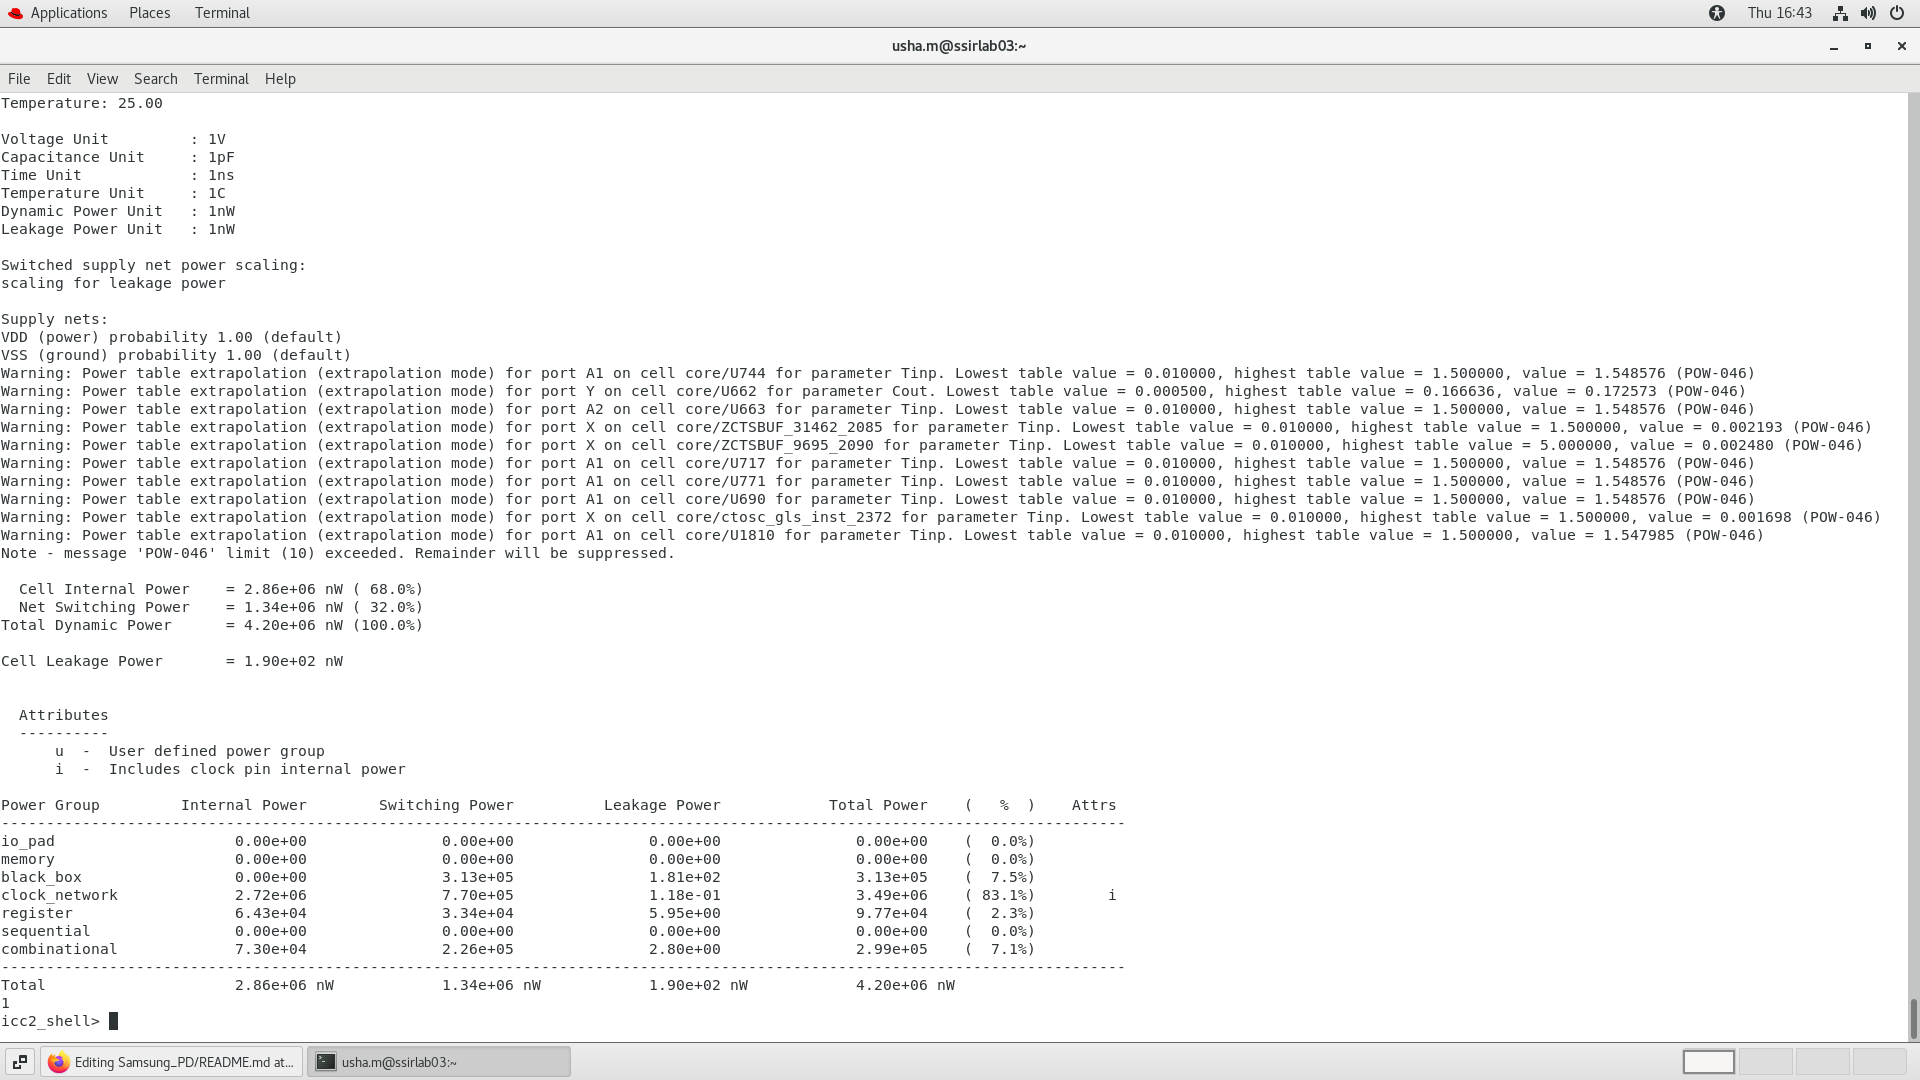 Applications Places Terminal Thu 16:43
usha.m@ssirlab03:~
File Edit View Search Terminal Help
Temperature: 25.00
Voltage Unit : 1V
Capacitance Unit : 1pF
Time Unit : 1ns
Temperature Unit : 1C
Dynamic Power Unit : 1nW
Leakage Power Unit : 1nW
Switched supply net power scaling:
scaling for leakage power
Supply nets:
VDD (power) probability 1.00 (default)
VSS (ground) probability 1.00 (default)
Warning: Power table extrapolation (extrapolation mode) for port A1 on cell core/U744 for parameter Tinp. Lowest table value = 0.010000, highest table value = 1.500000, value = 1.548576 (POW-046)
Warning: Power table extrapolation (extrapolation mode) for port Y on cell core/U662 for parameter Cout. Lowest table value = 0.000500, highest table value = 0.166636, value = 0.172573 (POW-046)
Warning: Power table extrapolation (extrapolation mode) for port A2 on cell core/U663 for parameter Tinp. Lowest table value = 0.010000, highest table value = 1.500000, value = 1.548576 (POW-046)
Warning: Power table extrapolation (extrapolation mode) for port X on cell core/ZCTSBUF_31462_2085 for parameter Tinp. Lowest table value = 0.010000, highest table value = 1.500000, value = 0.002193 (POW-046)
Warning: Power table extrapolation (extrapolation mode) for port X on cell core/ZCTSBUF_9695_2090 for parameter Tinp. Lowest table value = 0.010000, highest table value = 5.000000, value = 0.002480 (POW-046)
Warning: Power table extrapolation (extrapolation mode) for port A1 on cell core/U717 for parameter Tinp. Lowest table value = 0.010000, highest table value = 1.500000, value = 1.548576 (POW-046)
Warning: Power table extrapolation (extrapolation mode) for port A1 on cell core/U771 for parameter Tinp. Lowest table value = 0.010000, highest table value = 1.500000, value = 1.548576 (POW-046)
Warning: Power table extrapolation (extrapolation mode) for port A1 on cell core/U690 for parameter Tinp. Lowest table value = 0.010000, highest table value = 1.500000, value = 1.548576 (POW-046)
Warning: Power table extrapolation (extrapolation mode) for port X on cell core/ctosc_gls_inst_2372 for parameter Tinp. Lowest table value = 0.010000, highest table value = 1.500000, value = 0.001698 (POW-046)
Warning: Power table extrapolation (extrapolation mode) for port A1 on cell core/U1810 for parameter Tinp. Lowest table value = 0.010000, highest table value = 1.500000, value = 1.547985 (POW-046)
Note - message 'POW-046' limit (10) exceeded. Remainder will be suppressed.
Cell Internal Power = 2.86e+06 nW ( 68.0%)
Net Switching Power = 1.34e+06 nW ( 32.0%)
Total Dynamic Power = 4.20e+06 nW (100.0%)
Cell Leakage Power = 1.90e+02 nW
Attributes
----------
u - User defined power group
i - Includes clock pin internal power
Power Group Internal Power Switching Power Leakage Power Total Power ( % ) Attrs
-----------------------------------------------------------------------------------------------------------------------------
io_pad 0.00e+00 0.00e+00 0.00e+00 0.00e+00 ( 0.0%)
memory 0.00e+00 0.00e+00 0.00e+00 0.00e+00 ( 0.0%)
black_box 0.00e+00 3.13e+05 1.81e+02 3.13e+05 ( 7.5%)
clock_network 2.72e+06 7.70e+05 1.18e-01 3.49e+06 ( 83.1%) i
register 6.43e+04 3.34e+04 5.95e+00 9.77e+04 ( 2.3%)
sequential 0.00e+00 0.00e+00 0.00e+00 0.00e+00 ( 0.0%)
combinational 7.30e+04 2.26e+05 2.80e+00 2.99e+05 ( 7.1%)
-----------------------------------------------------------------------------------------------------------------------------
Total 2.86e+06 nW 1.34e+06 nW 1.90e+02 nW 4.20e+06 nW
1
icc2_shell>
Editing Samsung_PD/README.md at... usha.m@ssirlab03:~